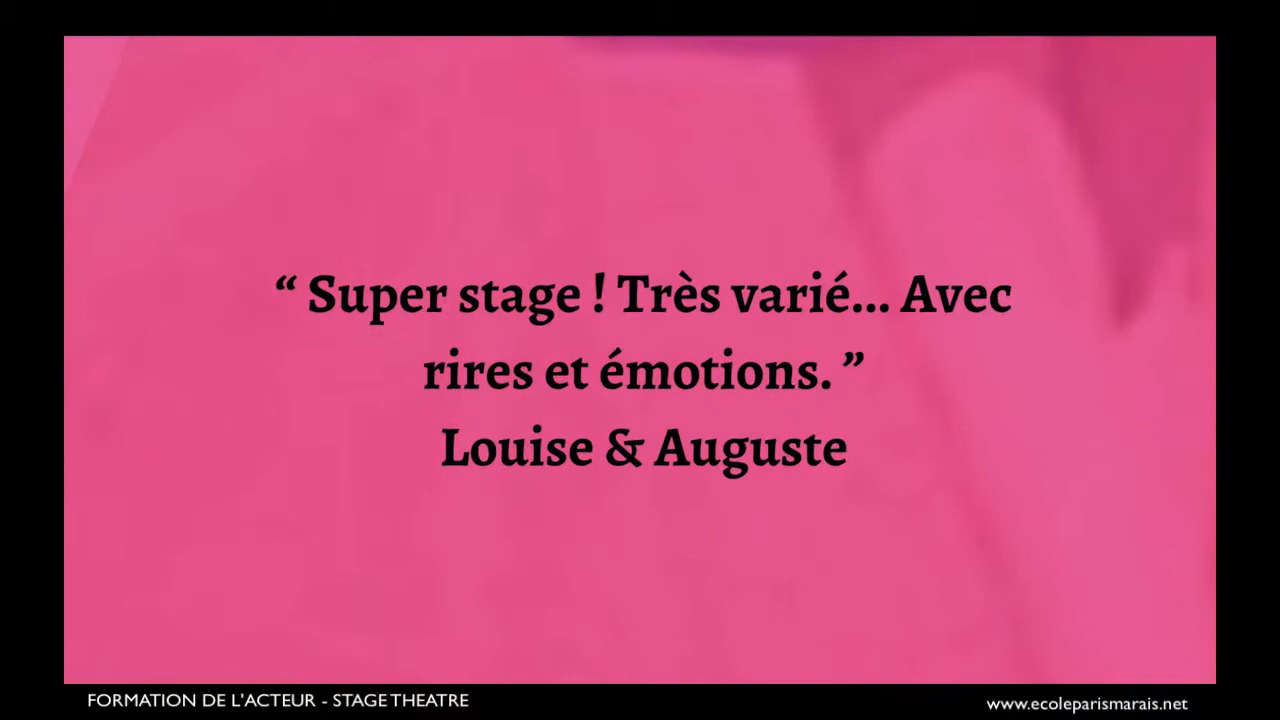 “ Super stage ! Très varié... Avec
rires et émotions. ”
Louise & Auguste
FORMATION DE L'ACTEUR - STAGE THEATRE
www.ecoleparismarais.net